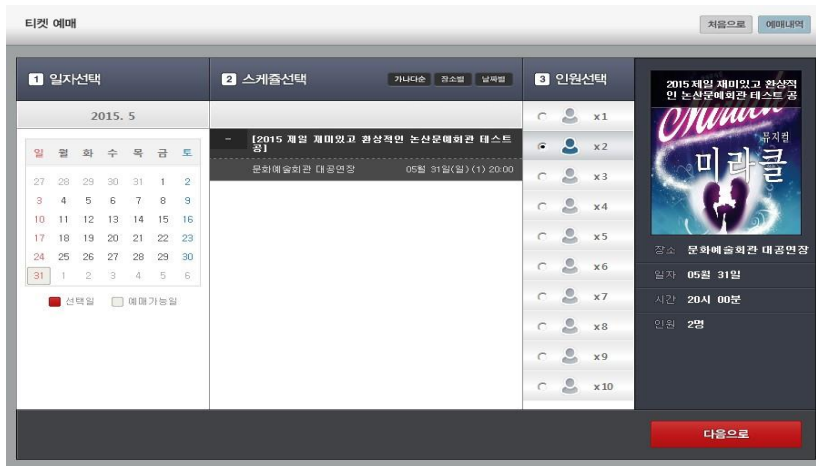 티켓 예매
처음으로 예매내역
1 일자선택
2015. 5
일 월 화 수 목 금 토
27 28 29 30 31 1 2
3 4 5 6 7 8 9
10 11 12 13 14 15 16
17 18 19 20 21 22 23
24 25 26 27 28 29 30
31 1 2 3 4 5 6
선택일 예매가능일
2 스케쥴선택 가나다순 장소별 날짜별
- [2015 제일 재미있고 환상적인 논산문예회관 테스트
공]
문화예술회관 대공연장 05월 31일(일) (1) 20:00
3 인원선택
x1
x2
x3
x4
x5
x6
x7
x8
x9
x10
2015 제일 재미있고 환상적
인 논산문예회관 테스트 공
Miracle
뮤지컬
미라클
장소 문화예술회관 대공연장
일자 05월 31일
시간 20시 00분
인원 2명
다음으로